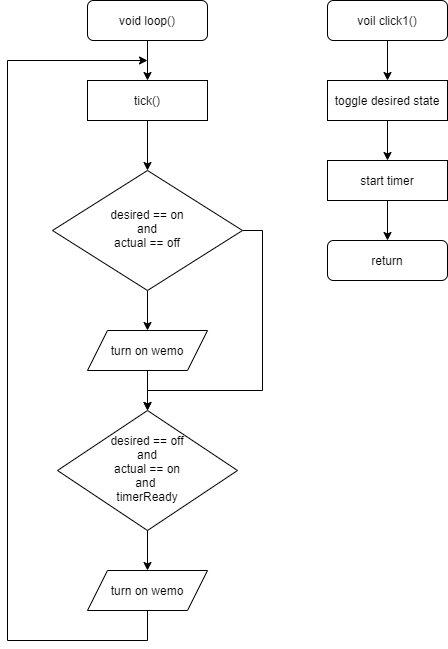 void loop()
tick()
desired == on
and
actual == off
turn on wemo
desired == off
and
actual == on
and
timerReady
turn on wemo
voil click1()
toggle desired state
start timer
return